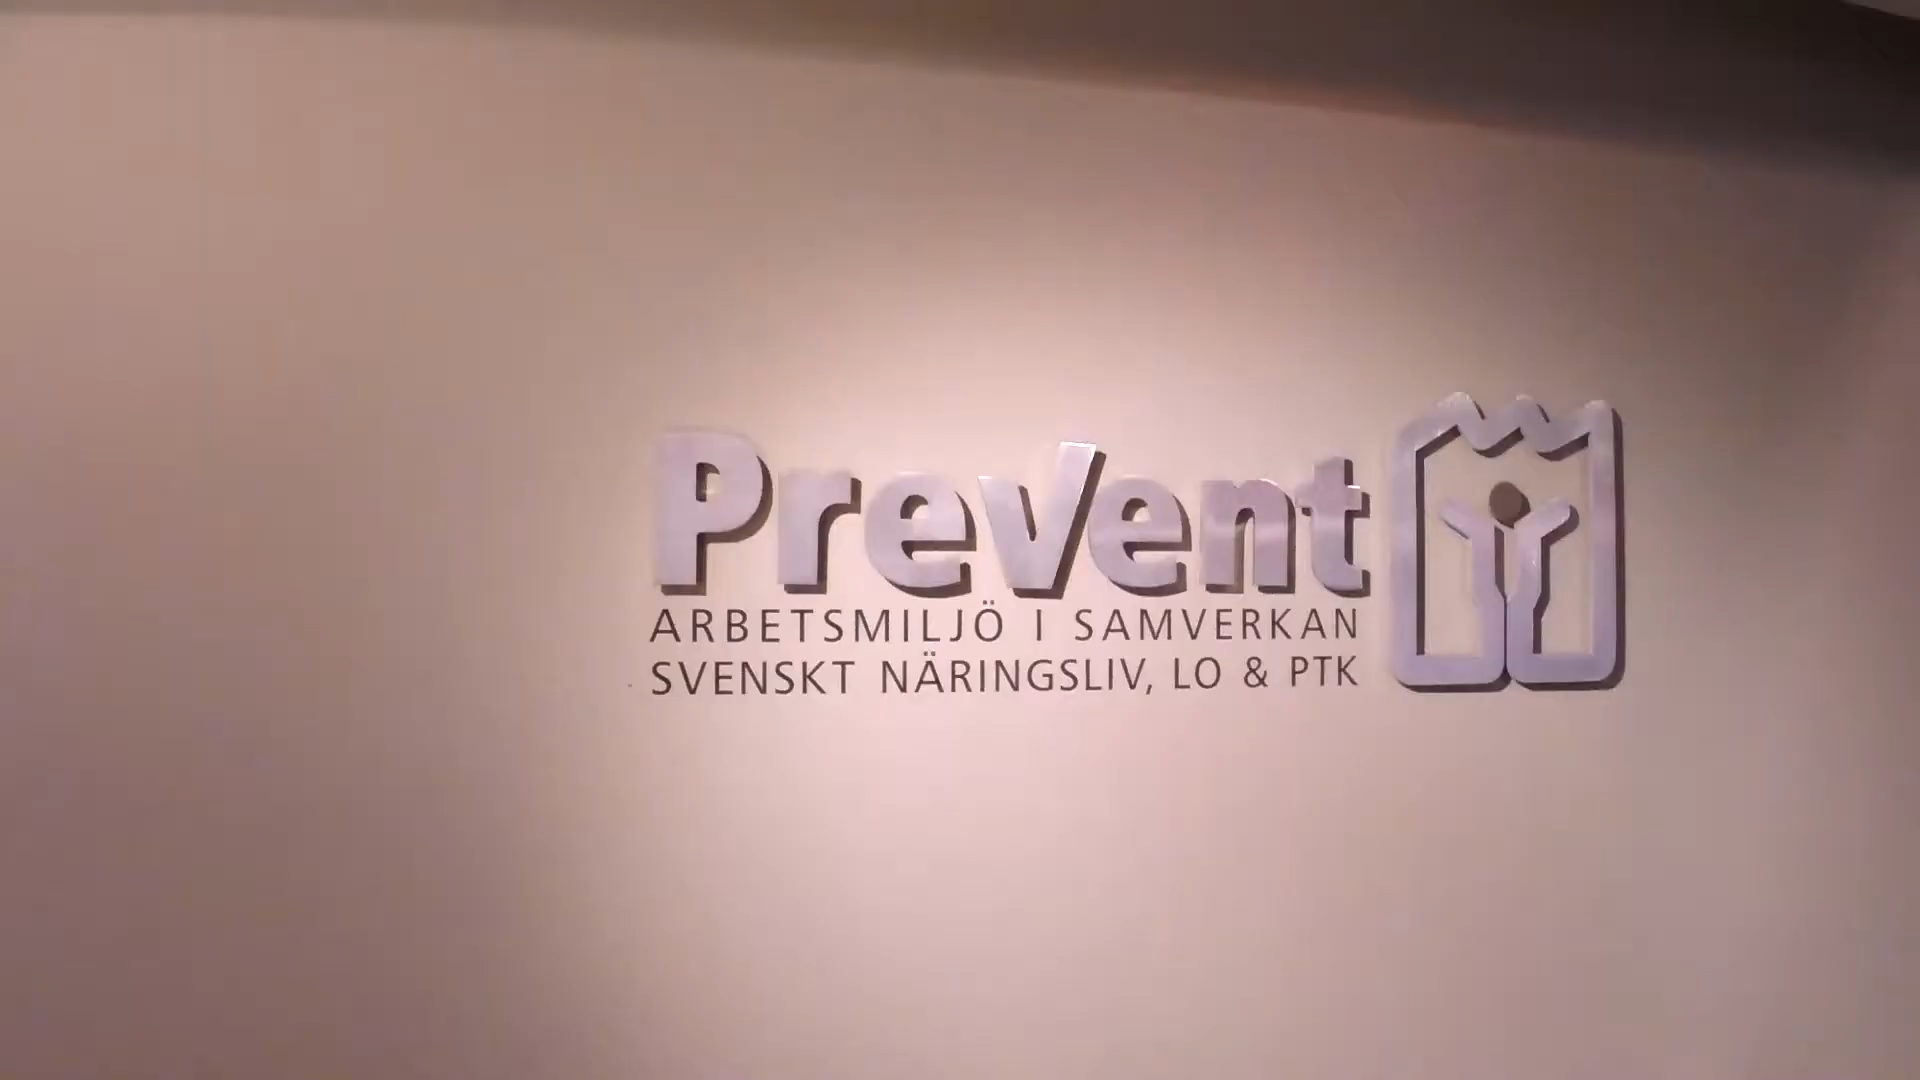 Prevent
ARBETSMILJÖ I SAMVERKAN
SVENSKT NÄRINGSLIV, LO & PTK